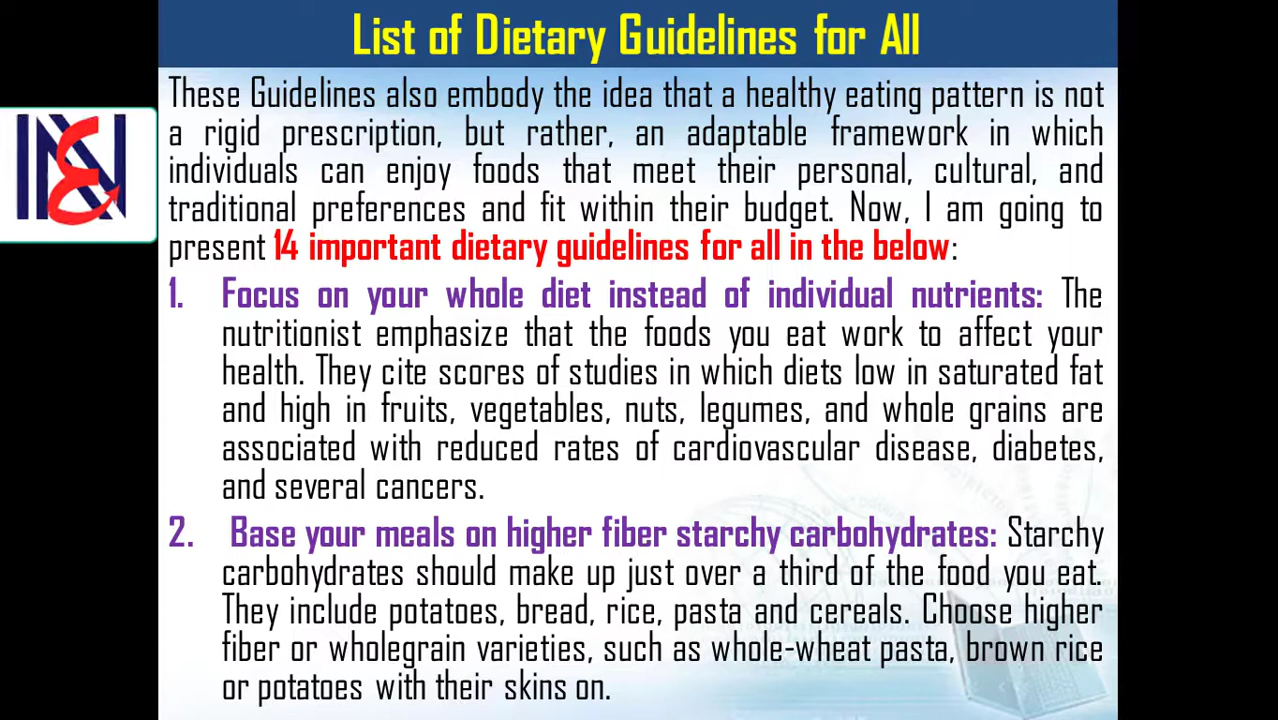 List of Dietary Guidelines for All
These Guidelines also embody the idea that a healthy eating pattern is not
a rigid prescription, but rather, an adaptable framework in which
individuals can enjoy foods that meet their personal, cultural, and
traditional preferences and fit within their budget. Now, I am going to
present 14 important dietary guidelines for all in the below:
1. Focus on your whole diet instead of individual nutrients: The
nutritionist emphasize that the foods you eat work to affect your
health. They cite scores of studies in which diets low in saturated fat
and high in fruits, vegetables, nuts, legumes, and whole grains are
associated with reduced rates of cardiovascular disease, diabetes,
and several cancers.
2. Base your meals on higher fiber starchy carbohydrates: Starchy
carbohydrates should make up just over a third of the food you eat.
They include potatoes, bread, rice, pasta and cereals. Choose higher
fiber or wholegrain varieties, such as whole-wheat pasta, brown rice
or potatoes with their skins on.